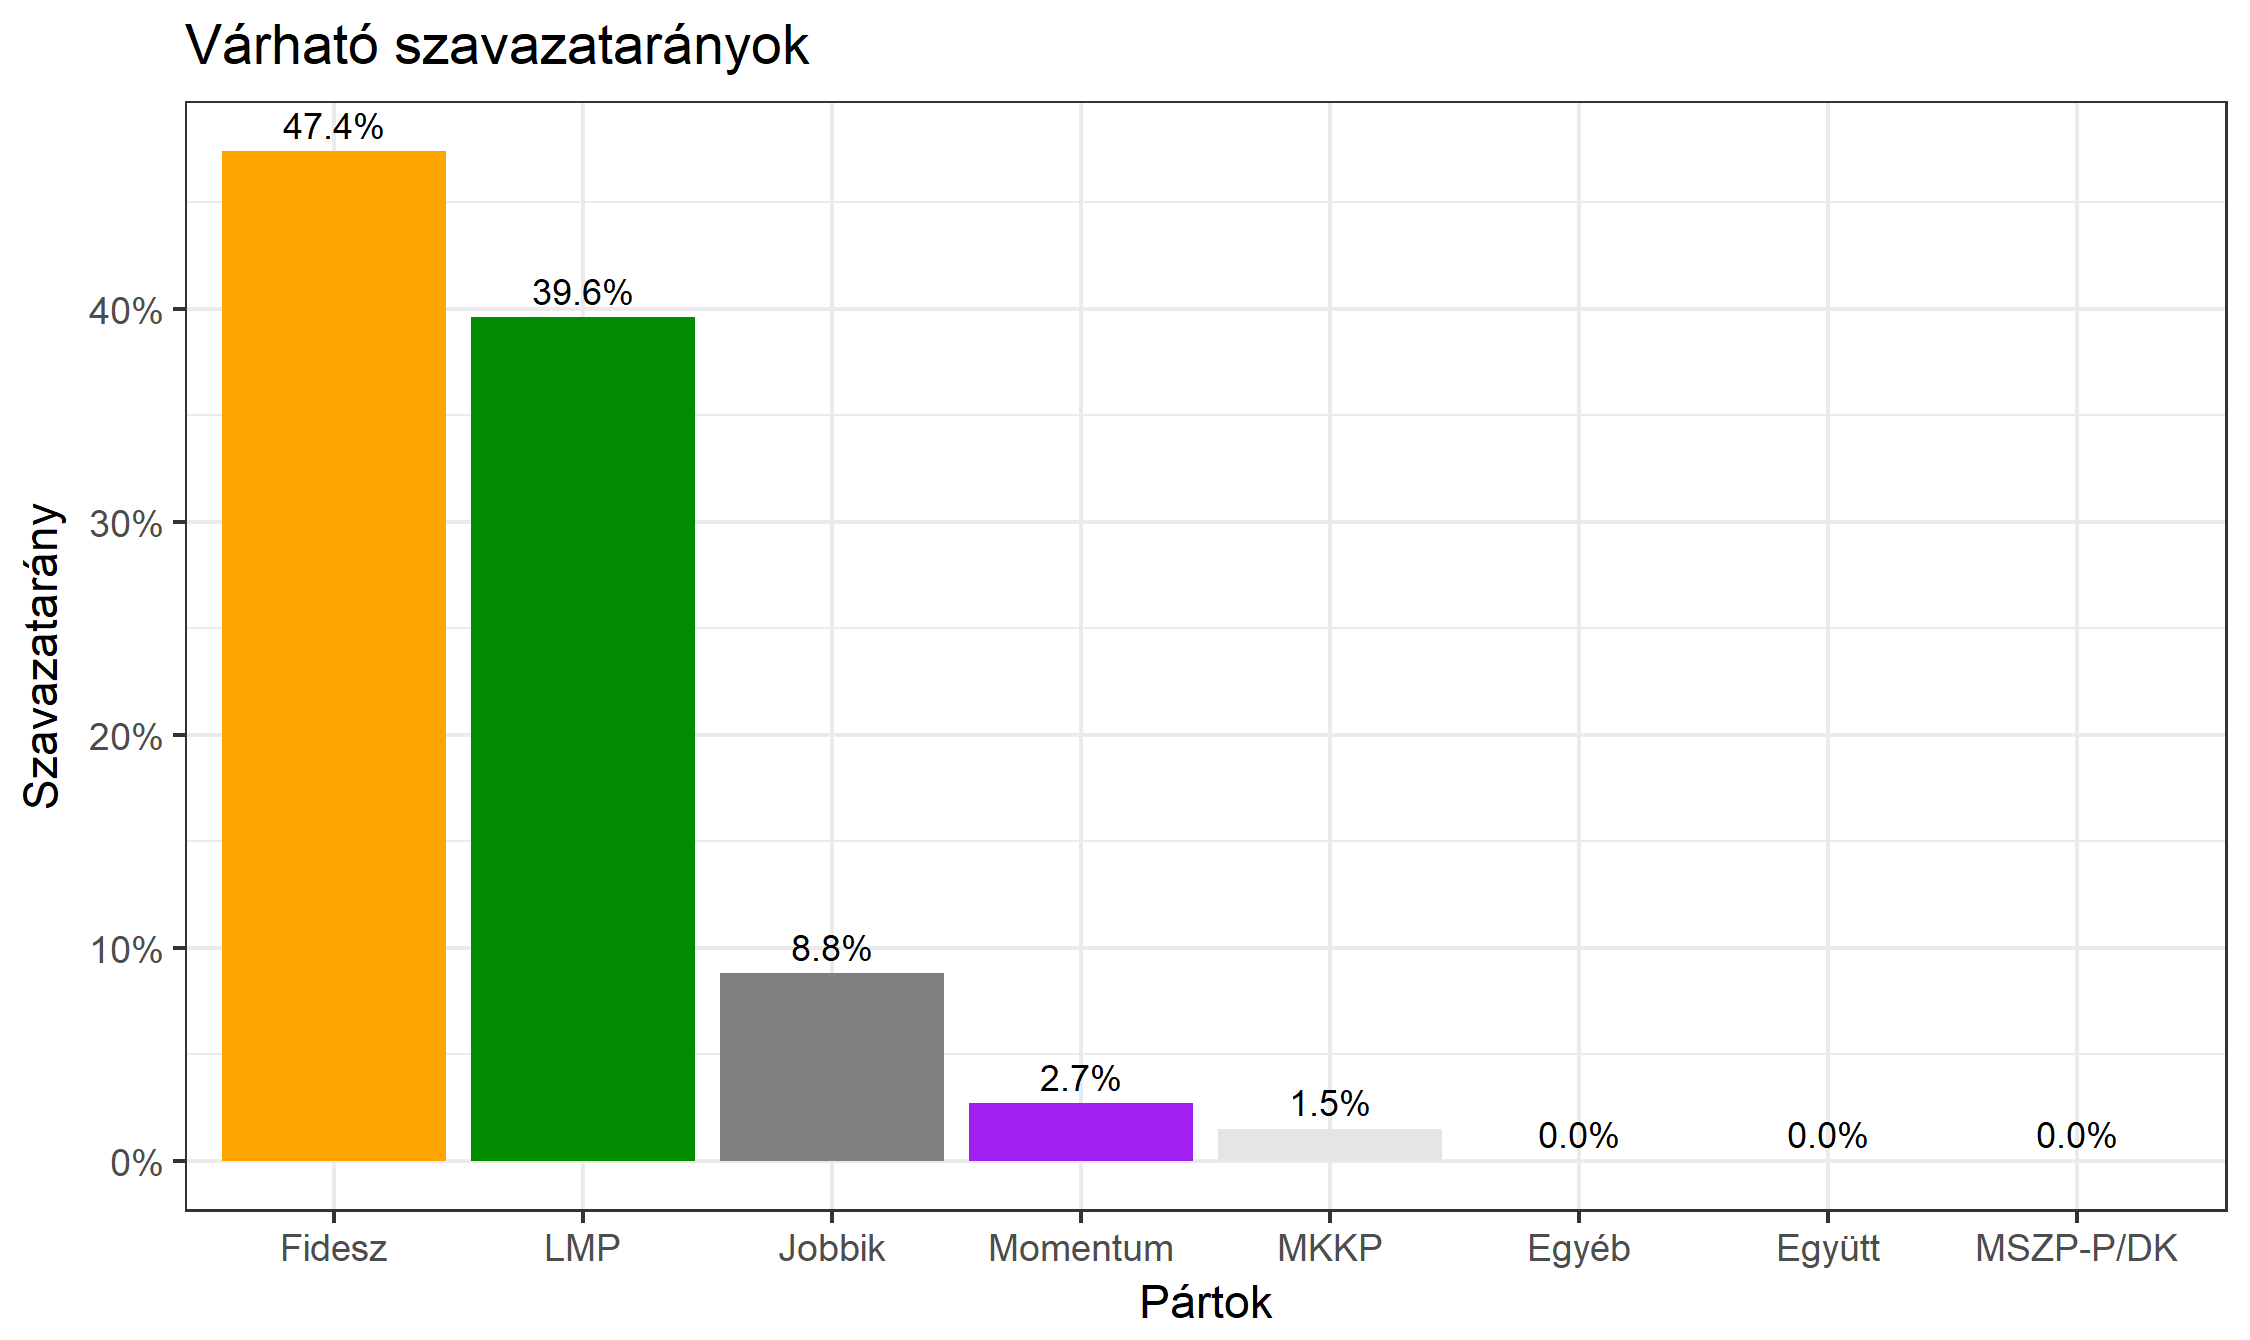 Várható szavazatarányok
47.4%
39.6%
8.8%
2.7%
1.5%
0.0%
0.0%
0.0%
Szavazatarány
40%
30%
20%
10%
0%
Fidesz
LMP
Jobbik
Momentum
MKKP
Egyéb
Együtt
MSZP-P/DK
Pártok